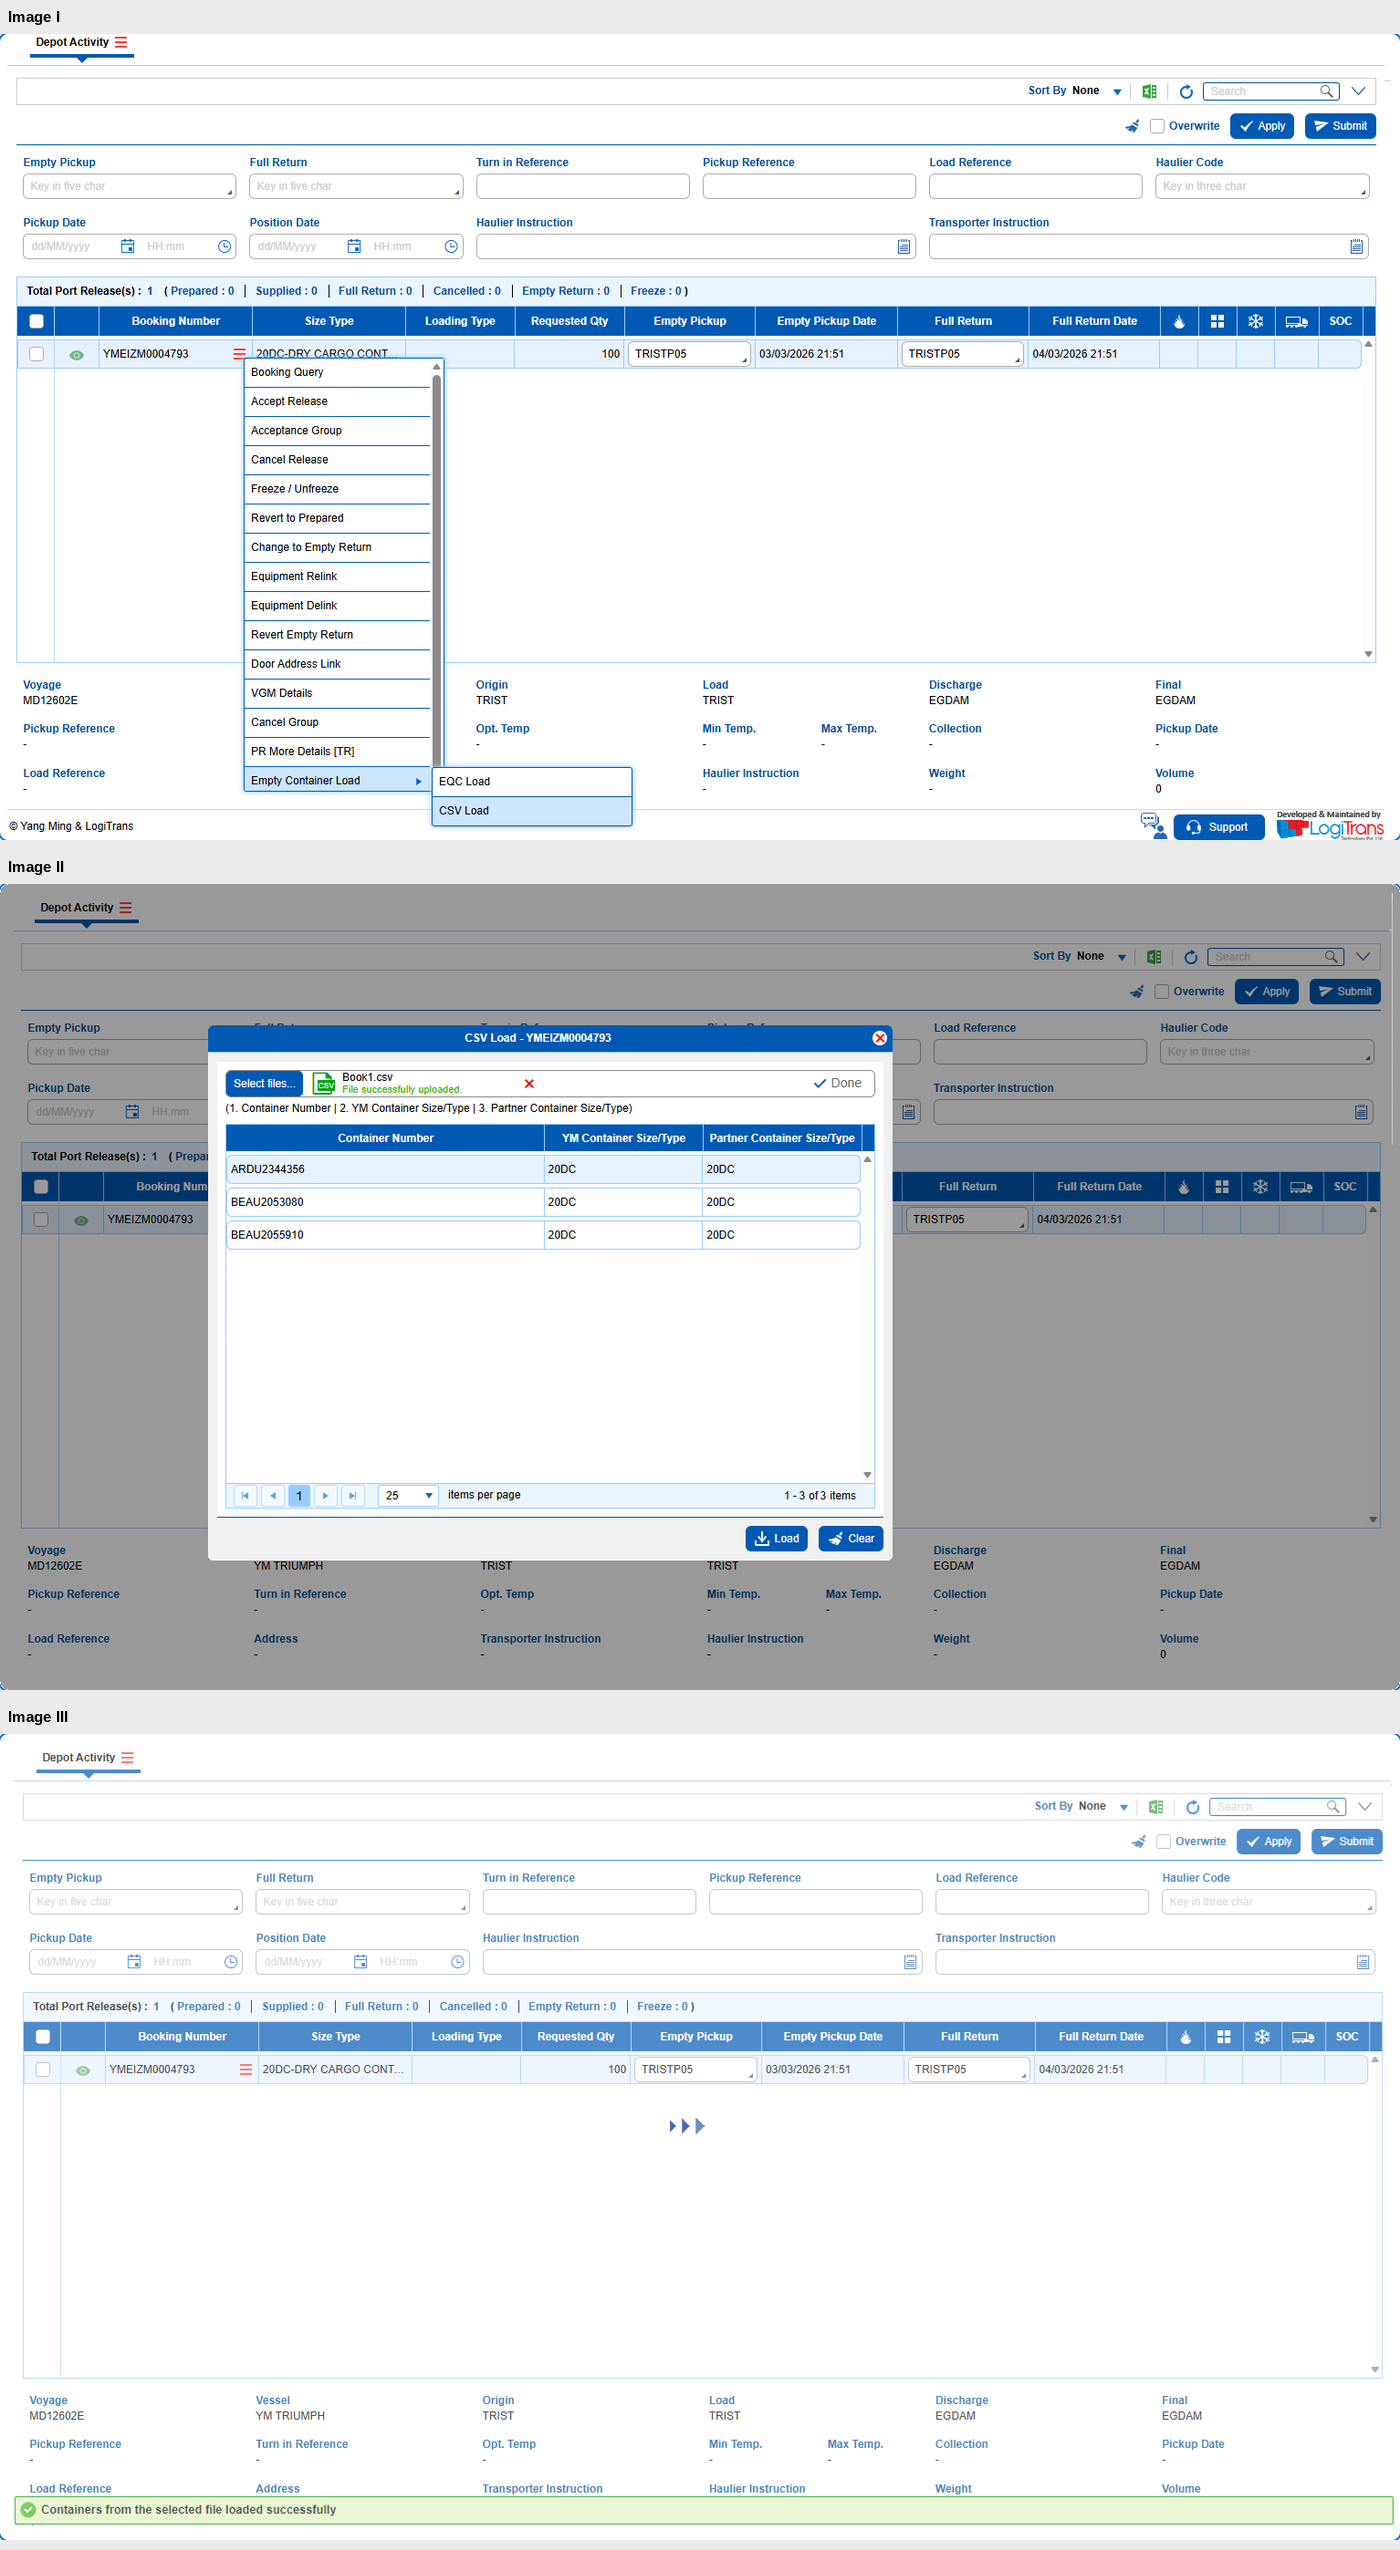 Image I
Depot Activity
Sort By None Search
Overwrite Apply Submit
Empty Pickup Full Return Turn in Reference Pickup Reference Load Reference Haulier Code
Key in five char Key in five char Key in three char
Pickup Date Position Date Haulier Instruction Transporter Instruction
dd/MM/yyyy HH:mm dd/MM/yyyy HH:mm
Total Port Release(s) : 1 ( Prepared : 0 | Supplied : 0 | Full Return : 0 | Cancelled : 0 | Empty Return : 0 | Freeze : 0 )
Booking Number Size Type Loading Type Requested Qty Empty Pickup Empty Pickup Date Full Return Full Return Date SOC
YMEIZM0004793 20DC-DRY CARGO CONT... 100 TRISTP05 03/03/2026 21:51 TRISTP05 04/03/2026 21:51
Booking Query
Accept Release
Acceptance Group
Cancel Release
Freeze / Unfreeze
Revert to Prepared
Change to Empty Return
Equipment Relink
Equipment Delink
Revert Empty Return
Door Address Link
VGM Details
Cancel Group
PR More Details [TR]
Empty Container Load
EQC Load
CSV Load
Voyage Origin Load Discharge Final
MD12602E TRIST TRIST EGDAM EGDAM
Pickup Reference Opt. Temp Min Temp. Max Temp. Collection Pickup Date
- - - - - -
Load Reference Haulier Instruction Weight Volume
- - - 0
© Yang Ming & LogiTrans Support Developed & Maintained by
LogiTrans
Image II
Depot Activity
Sort By None Search
Overwrite Apply Submit
Empty Pickup Load Reference Haulier Code
Key in five char Key in three char
Pickup Date Transporter Instruction
dd/MM/yyyy HH:mm
Total Port Release(s) : 1 ( Prepar
Booking Num Full Return Full Return Date SOC
YMEIZM0004793 TRISTP05 04/03/2026 21:51
CSV Load - YMEIZM0004793
Select files... CSV Book1.csv Done
File successfully uploaded.
(1. Container Number | 2. YM Container Size/Type | 3. Partner Container Size/Type)
Container Number YM Container Size/Type Partner Container Size/Type
ARDU2344356 20DC 20DC
BEAU2053080 20DC 20DC
BEAU2055910 20DC 20DC
1 25 items per page 1 - 3 of 3 items
Load Clear
Voyage Discharge Final
MD12602E YM TRIUMPH TRIST TRIST EGDAM EGDAM
Pickup Reference Turn in Reference Opt. Temp Min Temp. Max Temp. Collection Pickup Date
- - - - - - -
Load Reference Address Transporter Instruction Haulier Instruction Weight Volume
- - - - - 0
Image III
Depot Activity
Sort By None Search
Overwrite Apply Submit
Empty Pickup Full Return Turn in Reference Pickup Reference Load Reference Haulier Code
Key in five char Key in five char Key in three char
Pickup Date Position Date Haulier Instruction Transporter Instruction
dd/MM/yyyy HH:mm dd/MM/yyyy HH:mm
Total Port Release(s) : 1 ( Prepared : 0 | Supplied : 0 | Full Return : 0 | Cancelled : 0 | Empty Return : 0 | Freeze : 0 )
Booking Number Size Type Loading Type Requested Qty Empty Pickup Empty Pickup Date Full Return Full Return Date SOC
YMEIZM0004793 20DC-DRY CARGO CONT... 100 TRISTP05 03/03/2026 21:51 TRISTP05 04/03/2026 21:51
Voyage Vessel Origin Load Discharge Final
MD12602E YM TRIUMPH TRIST TRIST EGDAM EGDAM
Pickup Reference Turn in Reference Opt. Temp Min Temp. Max Temp. Collection Pickup Date
- - - - - - -
Load Reference Address Transporter Instruction Haulier Instruction Weight Volume
Containers from the selected file loaded successfully